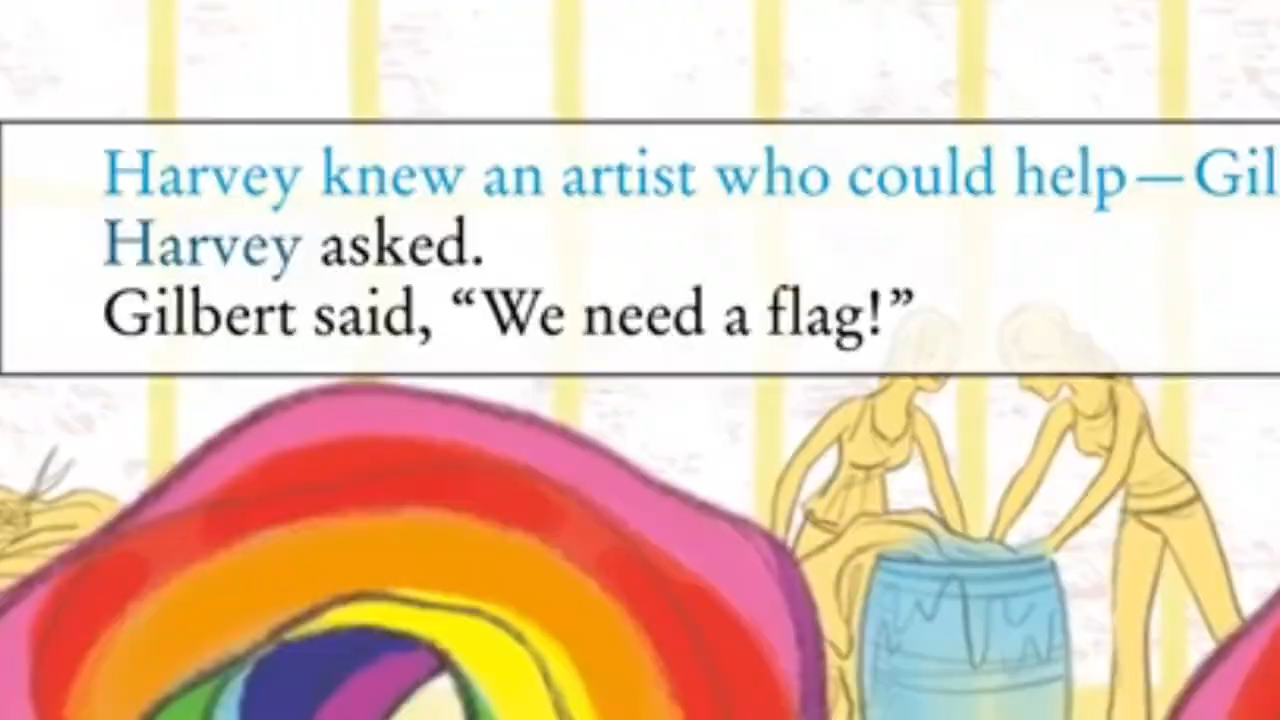 Harvey knew an artist who could help—Gil
Harvey asked.
Gilbert said, “We need a flag!”